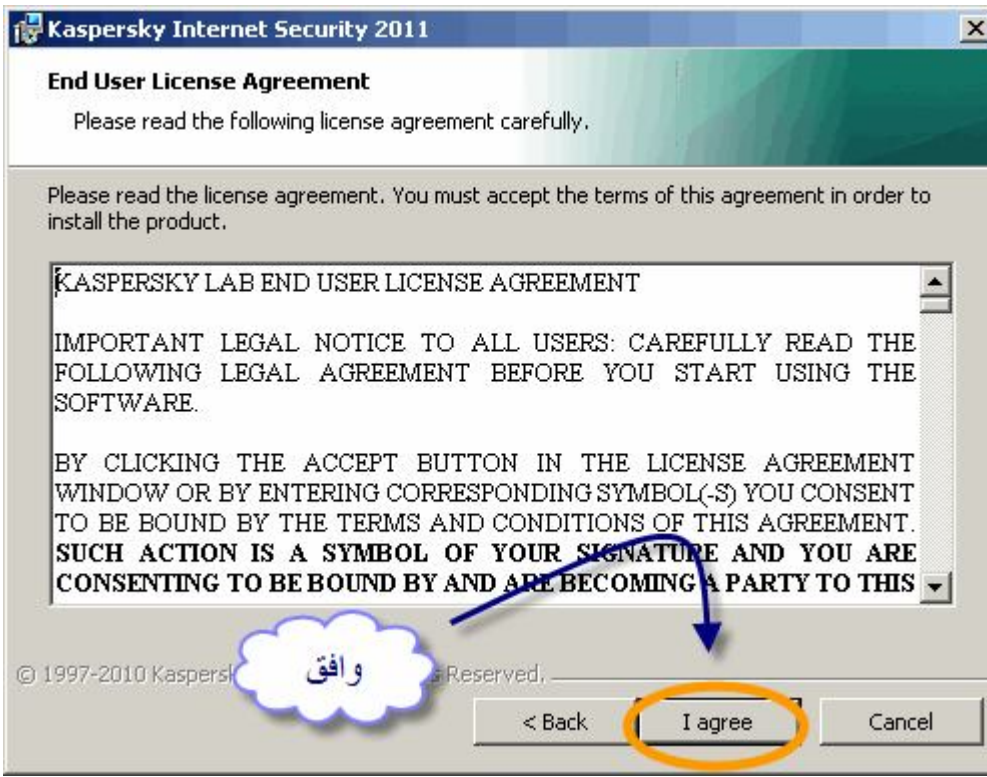 Kaspersky Internet Security 2011
End User License Agreement
Please read the following license agreement carefully.
Please read the license agreement. You must accept the terms of this agreement in order to
install the product.
KASPERSKY LAB END USER LICENSE AGREEMENT
IMPORTANT LEGAL NOTICE TO ALL USERS: CAREFULLY READ THE
FOLLOWING LEGAL AGREEMENT BEFORE YOU START USING THE
SOFTWARE.
BY CLICKING THE ACCEPT BUTTON IN THE LICENSE AGREEMENT
WINDOW OR BY ENTERING CORRESPONDING SYMBOL(-S) YOU CONSENT
TO BE BOUND BY THE TERMS AND CONDITIONS OF THIS AGREEMENT.
SUCH ACTION IS A SYMBOL OF YOUR SIGNATURE AND YOU ARE
CONSENTING TO BE BOUND BY AND ARE BECOMING A PARTY TO THIS
وافق
© 1997-2010 Reserved.
< Back I agree Cancel